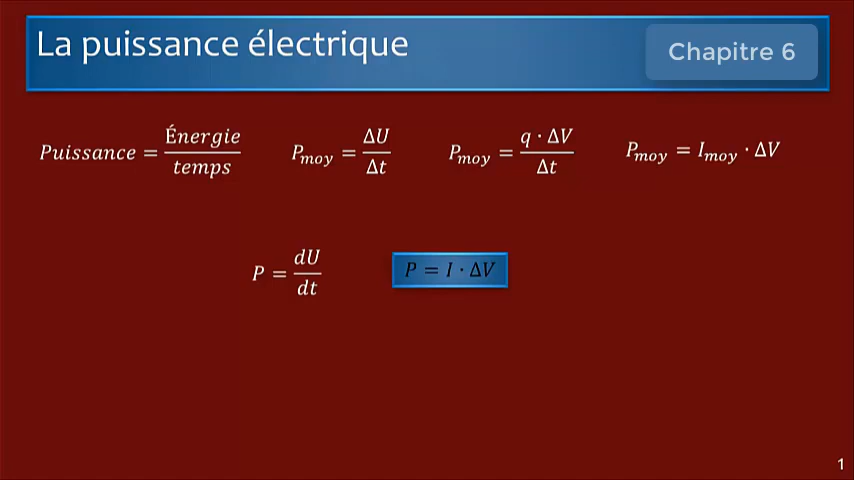 La puissance électrique
Chapitre 6
Puissance = Énergie / temps
P_moy = ΔU / Δt
P_moy = q · ΔV / Δt
P_moy = I_moy · ΔV
P = dU / dt
P = I · ΔV
1